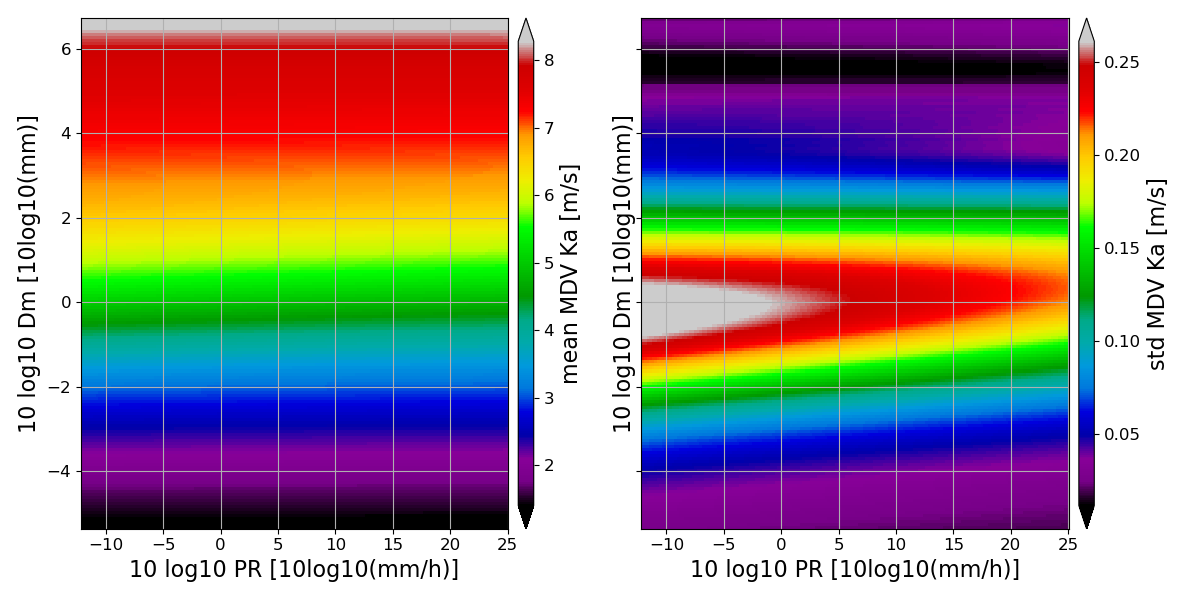 6
4
2
0
−2
−4
10 log10 Dm [10log10(mm)]
−10 −5 0 5 10 15 20 25
10 log10 PR [10log10(mm/h)]
8
7
6
5
4
3
2
mean MDV Ka [m/s]
10 log10 Dm [10log10(mm)]
−10 −5 0 5 10 15 20 25
10 log10 PR [10log10(mm/h)]
0.25
0.20
0.15
0.10
0.05
std MDV Ka [m/s]